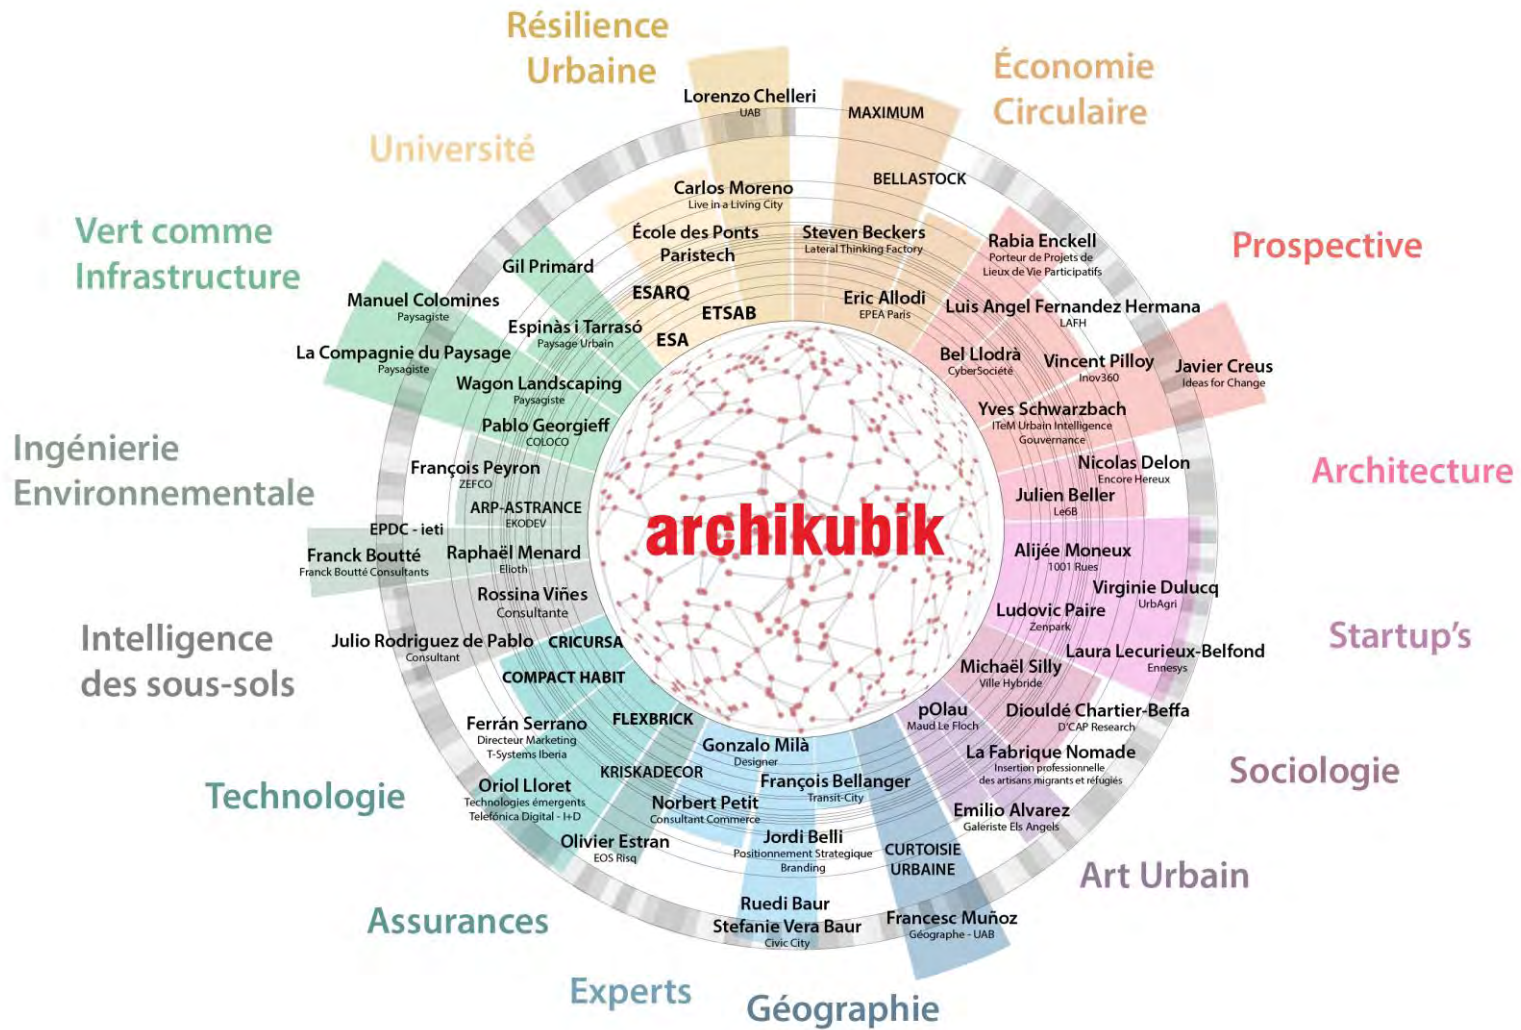 Résilience
Urbaine
Économie
Circulaire
Université
Prospective
Vert comme
Infrastructure
Architecture
Ingénierie
Environnementale
Startup's
Intelligence
des sous-sols
Sociologie
Technologie
Art Urbain
Assurances
Experts
Géographie
archikubik
Lorenzo Chelleri
UAB
Carlos Moreno
Live in a Living City
École des Ponts
Paristech
ESARQ
ETSAB
ESA
MAXIMUM
BELLASTOCK
Steven Beckers
Lateral Thinking Factory
Eric Allodi
EPEA Paris
Rabia Enckell
Porteur de Projets de
Lieux de Vie Participatifs
Luis Angel Fernandez Hermana
LAFH
Bel Llodrà
CyberSociété
Vincent Pilloy
Inov360
Javier Creus
Ideas for Change
Yves Schwarzbach
ITeM Urbain Intelligence
Gouvernance
Nicolas Delon
Encore Hereux
Julien Beller
Le6B
Alijée Moneux
1001 Rues
Virginie Dulucq
UrbAgri
Ludovic Paire
Zenpark
Laura Lecurieux-Belfond
Ennesys
Michaël Silly
Ville Hybride
Diouldé Chartier-Beffa
D'CAP Research
pOlau
Maud Le Floch
La Fabrique Nomade
Insertion professionnelle
des artisans migrants et réfugiés
Emilio Alvarez
Galeriste Els Angels
CURTOISIE
URBAINE
Francesc Muñoz
Géographe - UAB
Gonzalo Milà
Designer
François Bellanger
Transit-City
Norbert Petit
Consultant Commerce
Jordi Belli
Positionnement Strategique
Branding
Ruedi Baur
Stefanie Vera Baur
Civic City
KRISKADECOR
Olivier Estran
EOS Risq
CRICURSA
COMPACT HABIT
FLEXBRICK
Ferrán Serrano
Directeur Marketing
T-Systems Iberia
Oriol Lloret
Technologies émergents
Telefónica Digital - I+D
Rossina Viñes
Consultante
Julio Rodriguez de Pablo
Consultant
François Peyron
ZEFCO
ARP-ASTRANCE
EKODEV
EPDC - ieti
Franck Boutté
Franck Boutté Consultants
Raphaël Menard
Elioth
Gil Primard
Manuel Colomines
Paysagiste
Espinàs i Tarrasó
Paysage Urbain
La Compagnie du Paysage
Paysagiste
Wagon Landscaping
Paysagiste
Pablo Georgieff
COLOCO